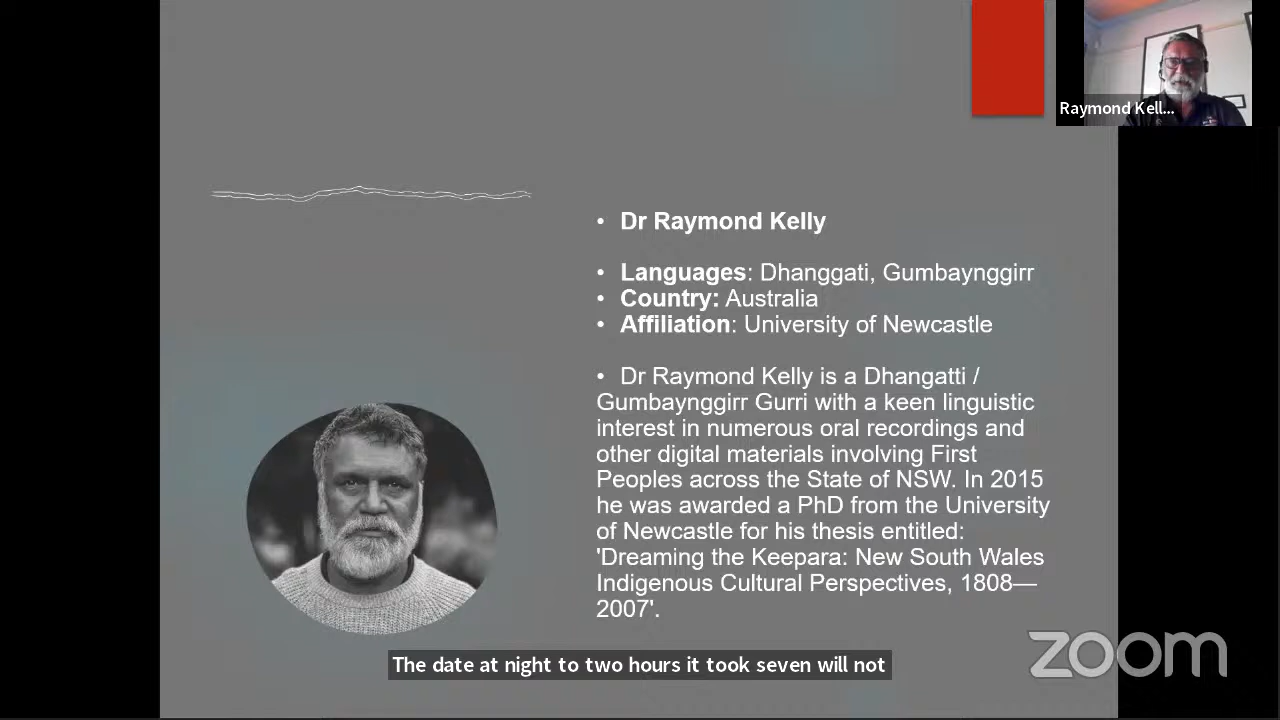 Raymond Kell...
• Dr Raymond Kelly
• Languages: Dhanggati, Gumbaynggirr
• Country: Australia
• Affiliation: University of Newcastle
• Dr Raymond Kelly is a Dhangatti /
Gumbaynggirr Gurri with a keen linguistic
interest in numerous oral recordings and
other digital materials involving First
Peoples across the State of NSW. In 2015
he was awarded a PhD from the University
of Newcastle for his thesis entitled:
'Dreaming the Keepara: New South Wales
Indigenous Cultural Perspectives, 1808—
2007'.
The date at night to two hours it took seven will not
zoom